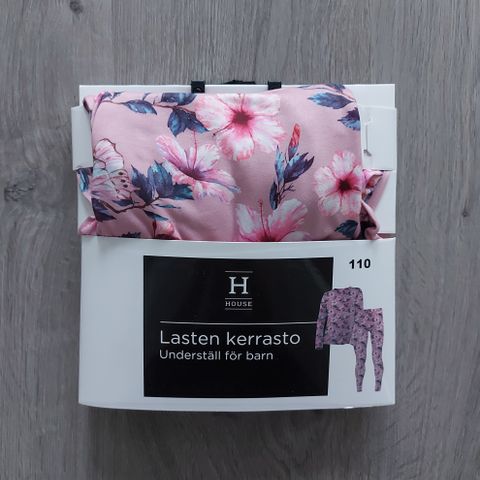 110
H
HOUSE
Lasten kerrasto
Underställ för barn